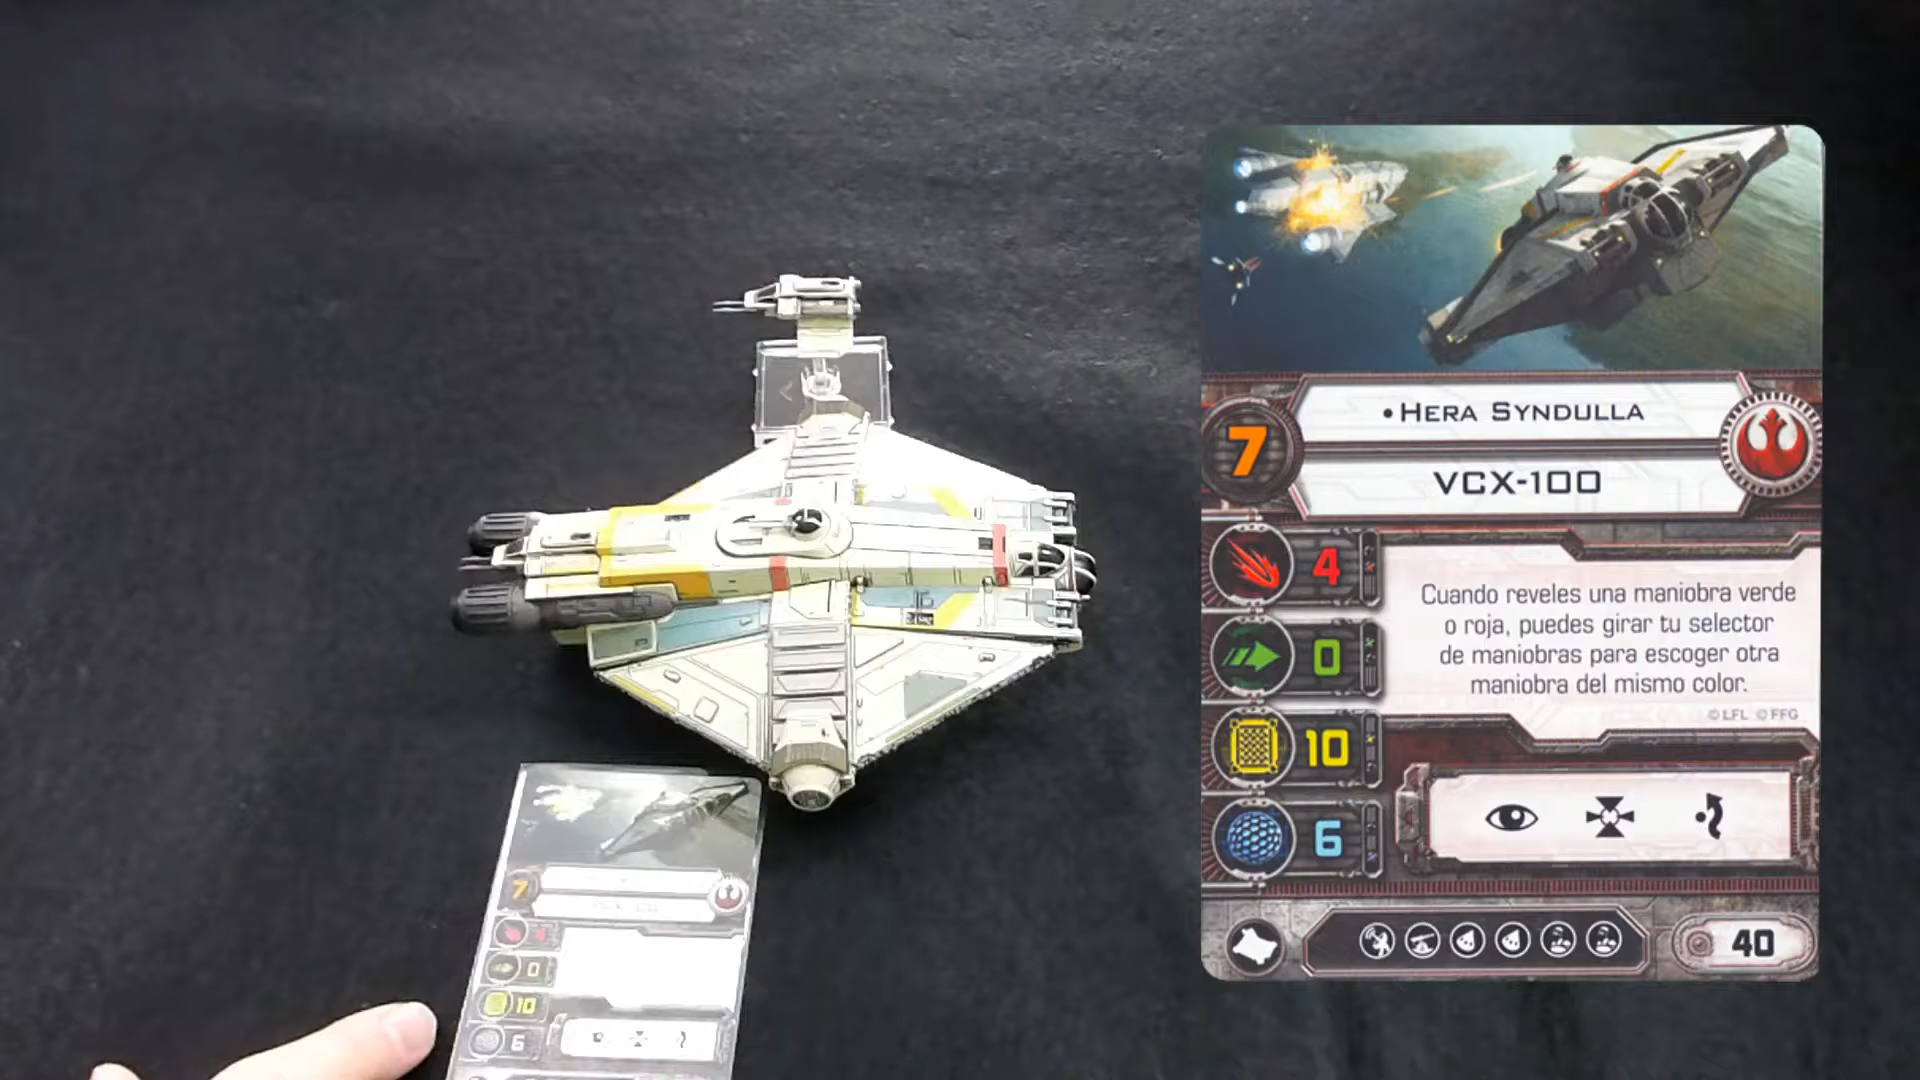 • HERA SYNDULLA
7
VCX-100
4
0
10
6
Cuando reveles una maniobra verde
o roja, puedes girar tu selector
de maniobras para escoger otra
maniobra del mismo color.
© LFL © FFG
40
7
0
10
6